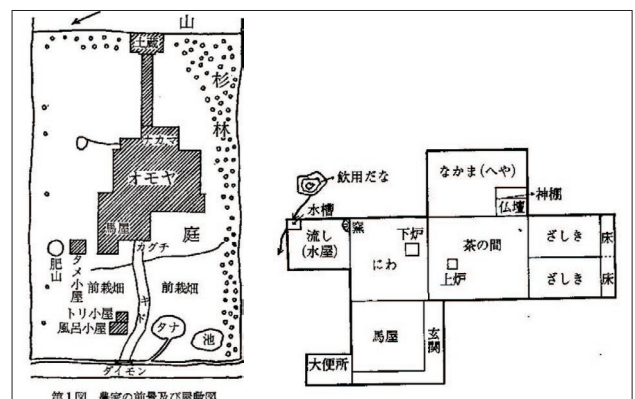 山
土蔵
杉林
ナカマ
オモヤ
馬屋
庭
カグチ
肥山
タメ小屋
前栽畑
前栽畑
キド
トリ小屋
風呂小屋
タナ
池
ダイモン
第1図 農家の前景及び屋敷図
飲用だな
水槽
流し
(水屋)
窯
下炉
にわ
なかま(へや)
神棚
仏壇
茶の間
上炉
ざしき
床
ざしき
床
馬屋
玄関
大便所